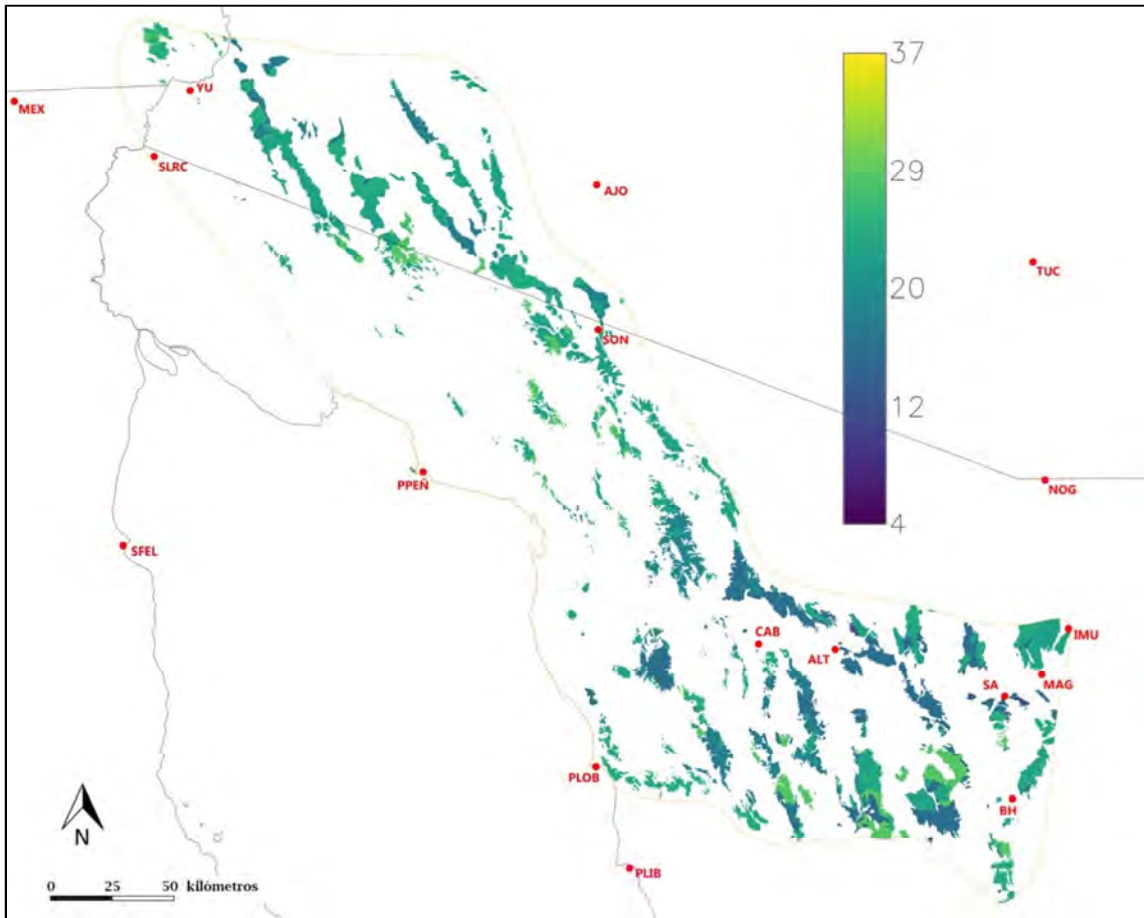 37
YU
MEX
29
SLRC
AJO
TUC
20
SON
12
PPEÑ
NOG
4
SFEL
IMU
CAB
ALT
MAG
SA
PLOB
BH
N
0 25 50 kilómetros
PLIB